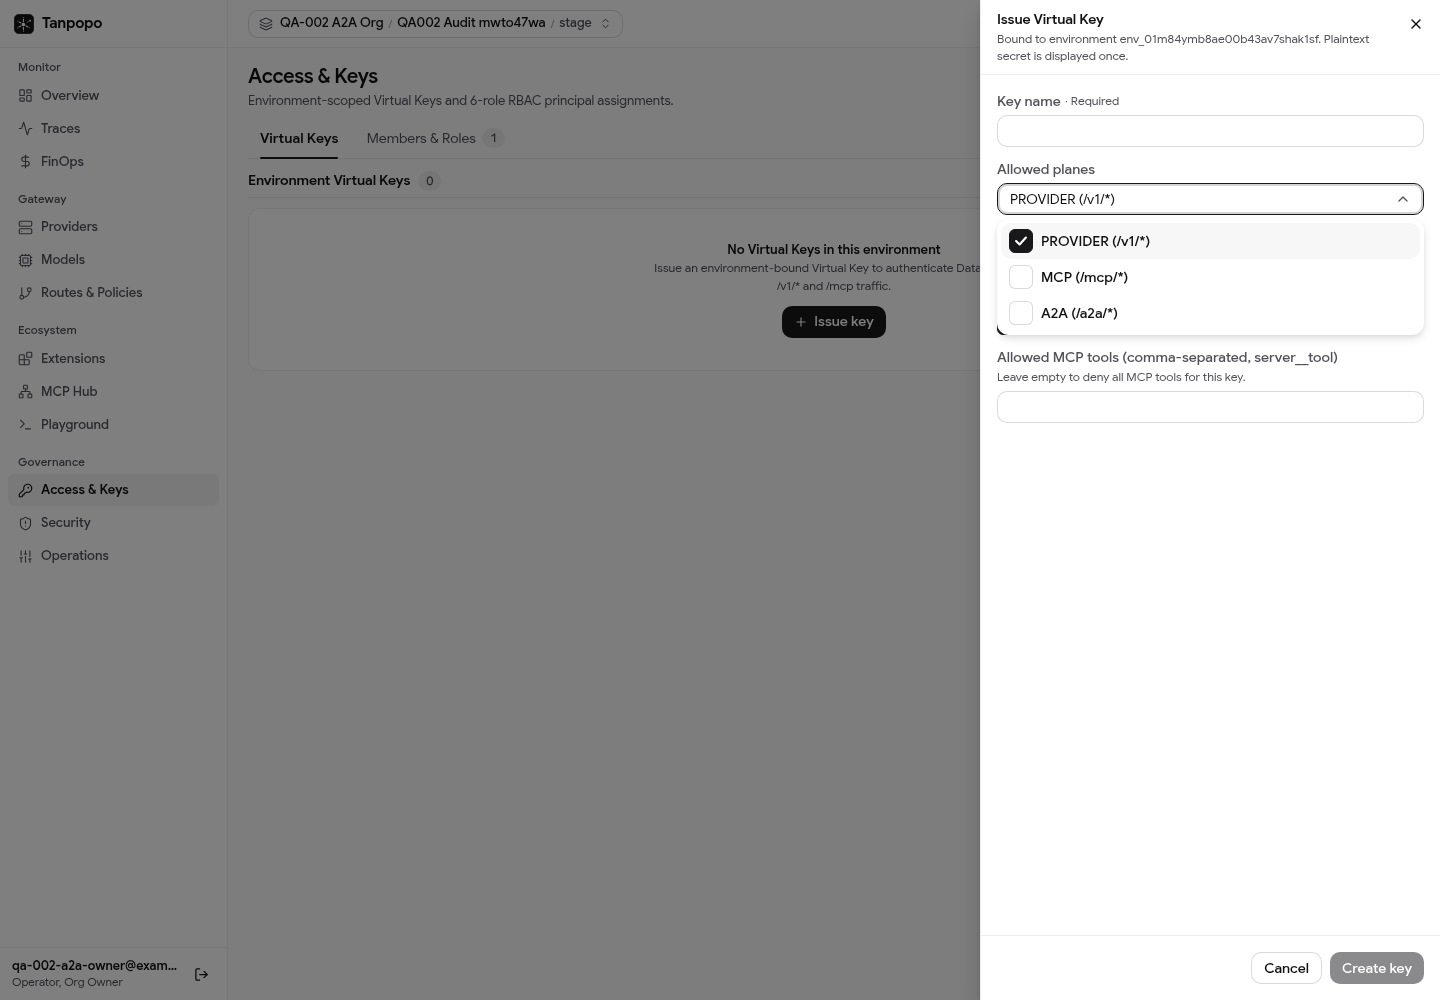 Tanpopo
Monitor
Overview
Traces
FinOps
Gateway
Providers
Models
Routes & Policies
Ecosystem
Extensions
MCP Hub
Playground
Governance
Access & Keys
Security
Operations
qa-002-a2a-owner@exam...
Operator, Org Owner
QA-002 A2A Org / QA002 Audit mwto47wa / stage
Access & Keys
Environment-scoped Virtual Keys and 6-role RBAC principal assignments.
Virtual Keys
Members & Roles 1
Environment Virtual Keys 0
No Virtual Keys in this environment
Issue an environment-bound Virtual Key to authenticate Data
/v1/* and /mcp traffic.
Issue key
Issue Virtual Key
Bound to environment env_01m84ymb8ae00b43av7shak1sf. Plaintext
secret is displayed once.
Key name · Required
Allowed planes
PROVIDER (/v1/*)
PROVIDER (/v1/*)
MCP (/mcp/*)
A2A (/a2a/*)
Allowed MCP tools (comma-separated, server__tool)
Leave empty to deny all MCP tools for this key.
Cancel
Create key